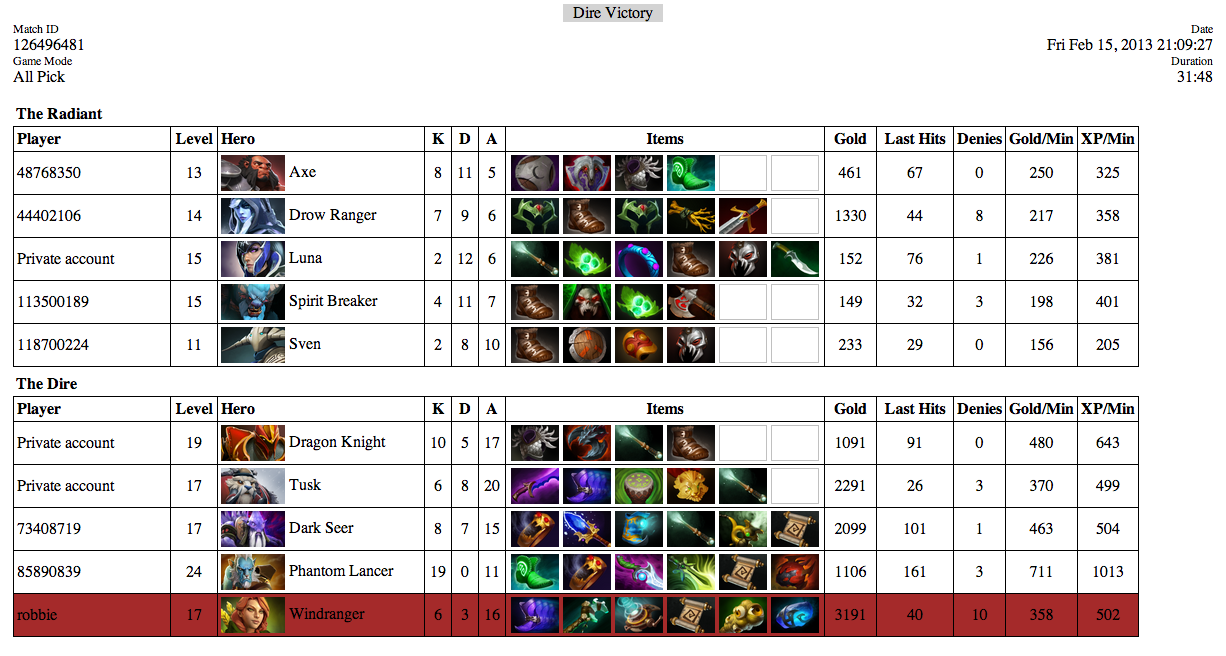 Dire Victory
Match ID
Date
126496481
Fri Feb 15, 2013 21:09:27
Game Mode
Duration
All Pick
31:48
The Radiant
Player Level Hero K D A Items Gold Last Hits Denies Gold/Min XP/Min
48768350 13 Axe 8 11 5 461 67 0 250 325
44402106 14 Drow Ranger 7 9 6 1330 44 8 217 358
Private account 15 Luna 2 12 6 152 76 1 226 381
113500189 15 Spirit Breaker 4 11 7 149 32 3 198 401
118700224 11 Sven 2 8 10 233 29 0 156 205
The Dire
Player Level Hero K D A Items Gold Last Hits Denies Gold/Min XP/Min
Private account 19 Dragon Knight 10 5 17 1091 91 0 480 643
Private account 17 Tusk 6 8 20 2291 26 3 370 499
73408719 17 Dark Seer 8 7 15 2099 101 1 463 504
85890839 24 Phantom Lancer 19 0 11 1106 161 3 711 1013
robbie 17 Windranger 6 3 16 3191 40 10 358 502